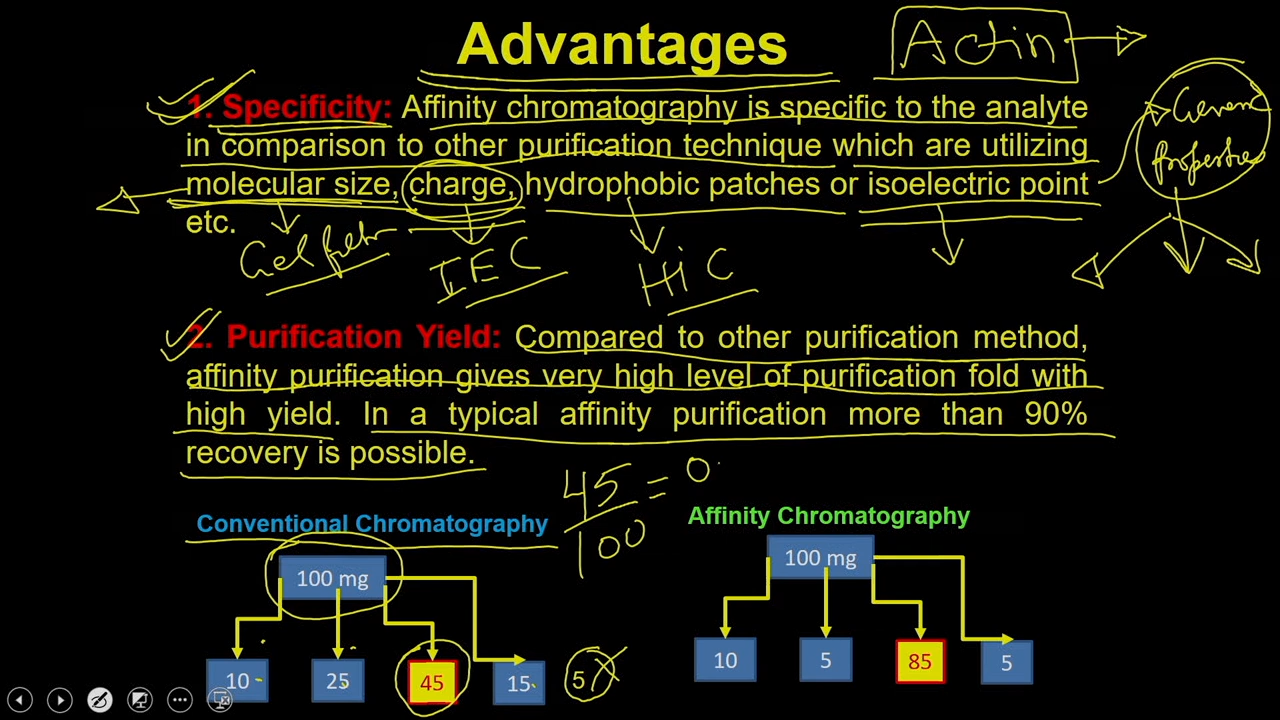 Advantages
Actin
1. Specificity: Affinity chromatography is specific to the analyte
in comparison to other purification technique which are utilizing
molecular size, charge, hydrophobic patches or isoelectric point
etc.
General
Properties
Gel filtr
IEC
HiC
2. Purification Yield: Compared to other purification method,
affinity purification gives very high level of purification fold with
high yield. In a typical affinity purification more than 90%
recovery is possible.
45/100 = 0.
Conventional Chromatography
100 mg
10
25
45
15
5
Affinity Chromatography
100 mg
10
5
85
5